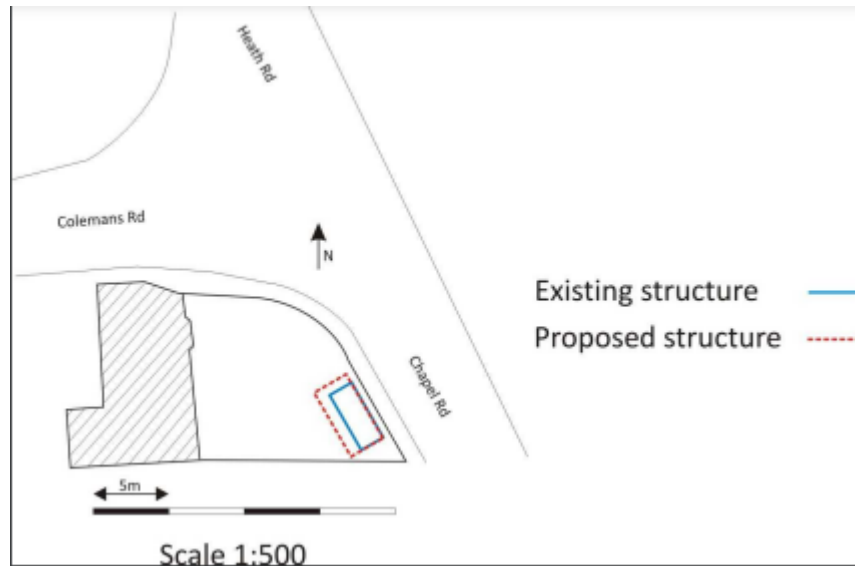 Heath Rd
Colemans Rd
N
Existing structure
Proposed structure
Chapel Rd
5m
Scale 1:500